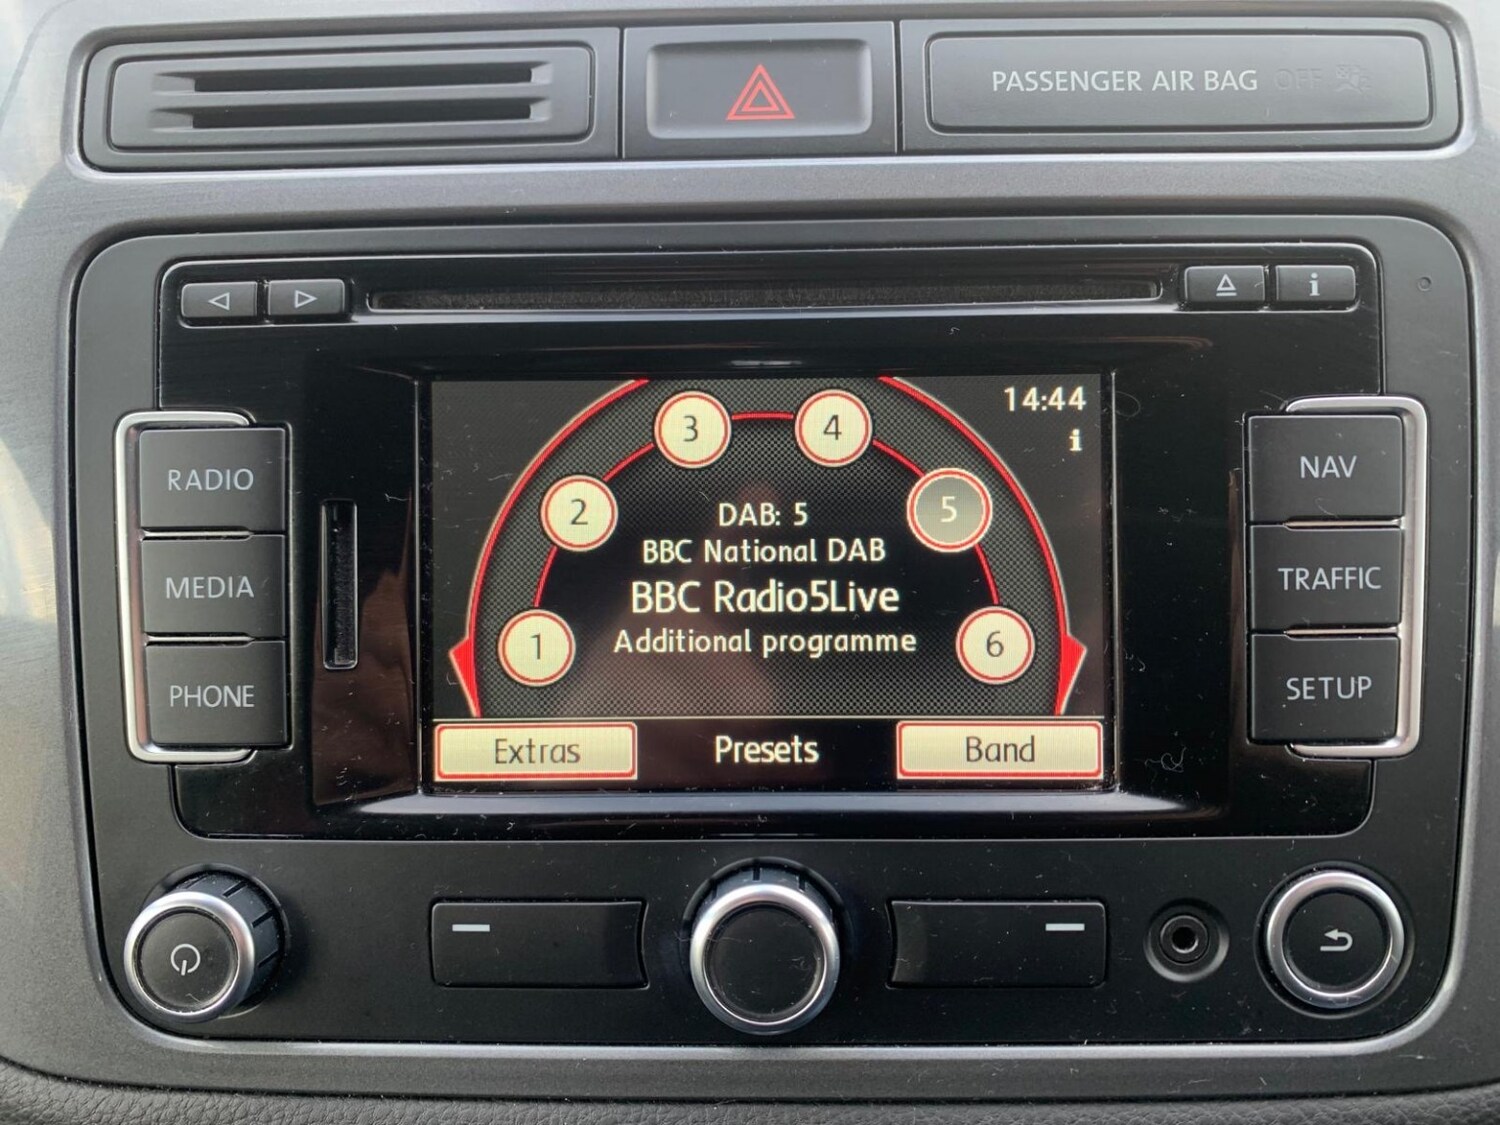 PASSENGER AIR BAG OFF
i
RADIO
MEDIA
PHONE
14:44
i
1
2
3
4
5
6
DAB: 5
BBC National DAB
BBC Radio5Live
Additional programme
Extras
Presets
Band
NAV
TRAFFIC
SETUP